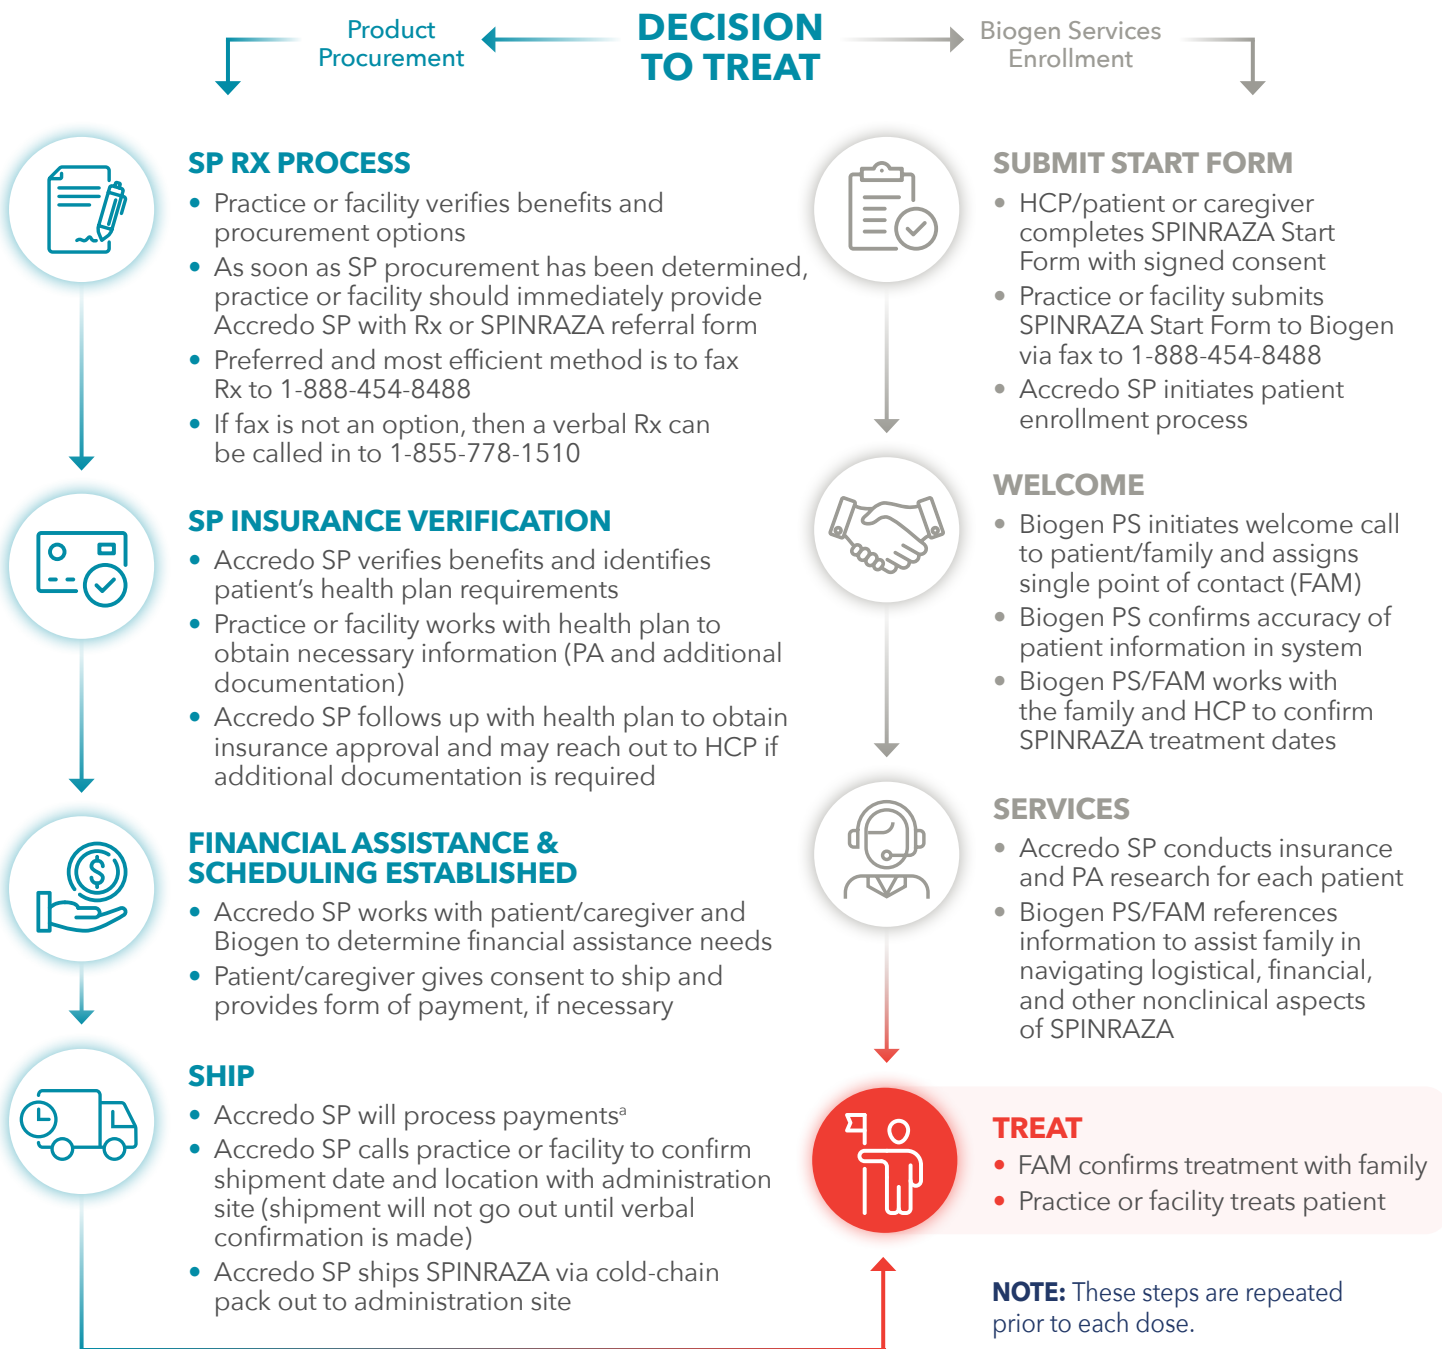 Product
Procurement
DECISION
TO TREAT
Biogen Services
Enrollment
SP RX PROCESS
• Practice or facility verifies benefits and
procurement options
• As soon as SP procurement has been determined,
practice or facility should immediately provide
Accredo SP with Rx or SPINRAZA referral form
• Preferred and most efficient method is to fax
Rx to 1-888-454-8488
• If fax is not an option, then a verbal Rx can
be called in to 1-855-778-1510
SP INSURANCE VERIFICATION
• Accredo SP verifies benefits and identifies
patient's health plan requirements
• Practice or facility works with health plan to
obtain necessary information (PA and additional
documentation)
• Accredo SP follows up with health plan to obtain
insurance approval and may reach out to HCP if
additional documentation is required
FINANCIAL ASSISTANCE &
SCHEDULING ESTABLISHED
• Accredo SP works with patient/caregiver and
Biogen to determine financial assistance needs
• Patient/caregiver gives consent to ship and
provides form of payment, if necessary
SHIP
• Accredo SP will process paymentsᵃ
• Accredo SP calls practice or facility to confirm
shipment date and location with administration
site (shipment will not go out until verbal
confirmation is made)
• Accredo SP ships SPINRAZA via cold-chain
pack out to administration site
SUBMIT START FORM
• HCP/patient or caregiver
completes SPINRAZA Start
Form with signed consent
• Practice or facility submits
SPINRAZA Start Form to Biogen
via fax to 1-888-454-8488
• Accredo SP initiates patient
enrollment process
WELCOME
• Biogen PS initiates welcome call
to patient/family and assigns
single point of contact (FAM)
• Biogen PS confirms accuracy of
patient information in system
• Biogen PS/FAM works with
the family and HCP to confirm
SPINRAZA treatment dates
SERVICES
• Accredo SP conducts insurance
and PA research for each patient
• Biogen PS/FAM references
information to assist family in
navigating logistical, financial,
and other nonclinical aspects
of SPINRAZA
TREAT
• FAM confirms treatment with family
• Practice or facility treats patient
NOTE: These steps are repeated
prior to each dose.